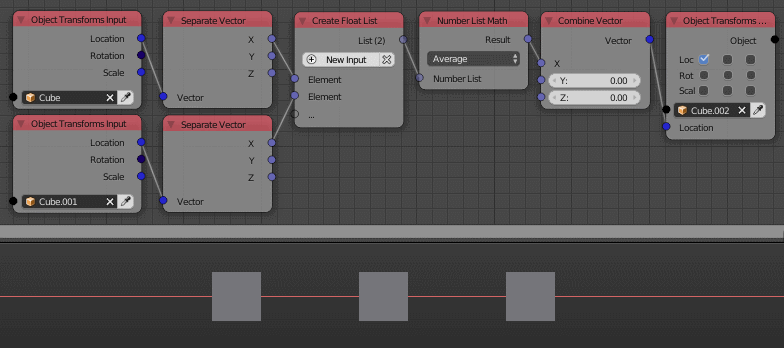 Object Transforms Input
Location
Rotation
Scale
Cube
Separate Vector
X
Y
Z
Vector
Create Float List
List (2)
New Input
Element
Element
...
Number List Math
Result
Average
Number List
Combine Vector
Vector
X
Y: 0.00
Z: 0.00
Object Transforms ...
Object
Loc
Rot
Scal
Cube.002
Location
Object Transforms Input
Location
Rotation
Scale
Cube.001
Separate Vector
X
Y
Z
Vector